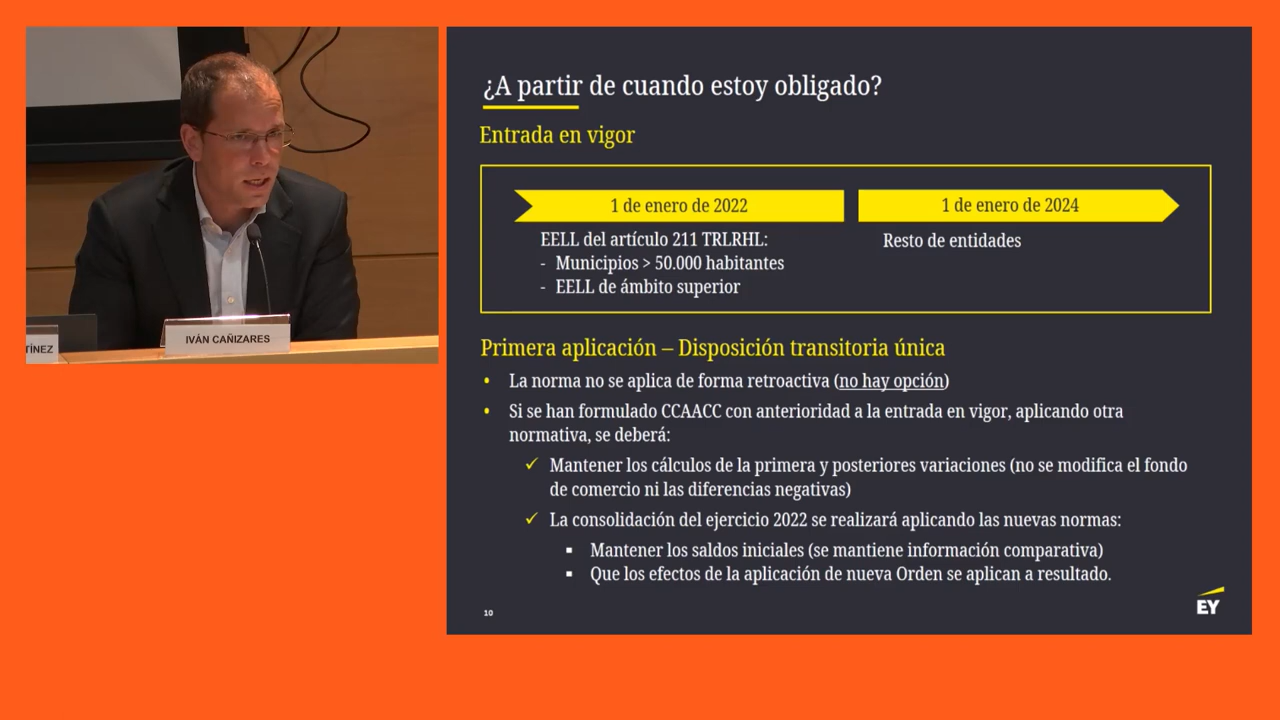 TÍNEZ
IVÁN CAÑIZARES
¿A partir de cuando estoy obligado?
Entrada en vigor
1 de enero de 2022
1 de enero de 2024
EELL del artículo 211 TRLRHL:
- Municipios > 50.000 habitantes
- EELL de ámbito superior
Resto de entidades
Primera aplicación – Disposición transitoria única
• La norma no se aplica de forma retroactiva (no hay opción)
• Si se han formulado CCAACC con anterioridad a la entrada en vigor, aplicando otra
normativa, se deberá:
✓ Mantener los cálculos de la primera y posteriores variaciones (no se modifica el fondo
de comercio ni las diferencias negativas)
✓ La consolidación del ejercicio 2022 se realizará aplicando las nuevas normas:
▪ Mantener los saldos iniciales (se mantiene información comparativa)
▪ Que los efectos de la aplicación de nueva Orden se aplican a resultado.
10
EY